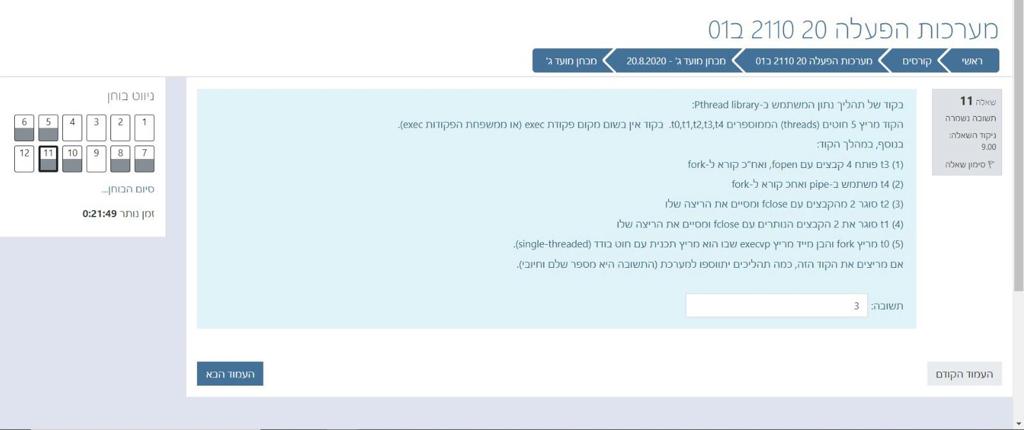 מערכות הפעלה 20 2110 ב01
ראשי
קורסים
מערכות הפעלה 20 2110 ב01
מבחן מועד ג' - 20.8.2020
מבחן מועד ג'
שאלה 11
תשובה נשמרה
ניקוד השאלה:
9.00
סימון שאלה
בקוד של תהליך נתון המשתמש ב-Pthread library:
הקוד מריץ 5 חוטים (threads) הממוספרים t0,t1,t2,t3,t4. בקוד אין בשום מקום פקודת exec (או ממשפחת הפקודות exec).
בנוסף, במהלך הקוד:
(1) t3 פותח 4 קבצים עם fopen, ואח"כ קורא ל-fork
(2) t4 משתמש ב-pipe ואחכ קורא ל-fork
(3) t2 סוגר 2 מהקבצים עם fclose ומסיים את הריצה שלו
(4) t1 סוגר את 2 הקבצים הנותרים עם fclose ומסיים את הריצה שלו
(5) t0 מריץ fork והבן מייד מריץ execvp שבו הוא מריץ תכנית עם חוט בודד (single-threaded).
אם מריצים את הקוד הזה, כמה תהליכים יתווספו למערכת (התשובה היא מספר שלם וחיובי).
תשובה: 3
העמוד הקודם
העמוד הבא
ניווט בוחן
1 2 3 4 5 6
7 8 9 10 11 12
סיום הבוחן...
זמן נותר 0:21:49